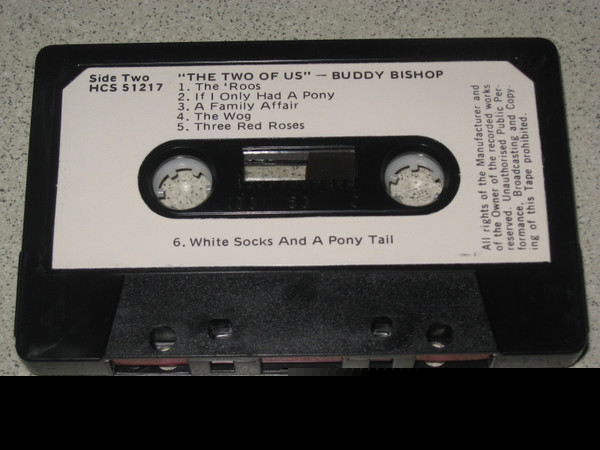 Side Two
HCS 51217
"THE TWO OF US" — BUDDY BISHOP
1. The 'Roos
2. If I Only Had A Pony
3. A Family Affair
4. The Wog
5. Three Red Roses
6. White Socks And A Pony Tail
All rights of the Manufacturer and
of the Owner of the recorded works
reserved. Unauthorised Public Per-
formance, Broadcasting and Copy-
ing of this Tape prohibited.